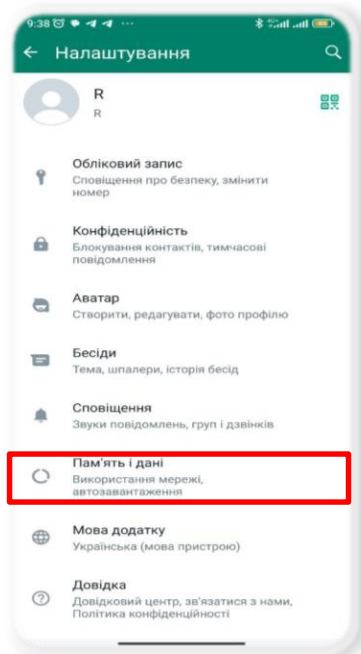 9:38
Налаштування
R
R
Обліковий запис
Сповіщення про безпеку, змінити
номер
Конфіденційність
Блокування контактів, тимчасові
повідомлення
Аватар
Створити, редагувати, фото профілю
Бесіди
Тема, шпалери, історія бесід
Сповіщення
Звуки повідомлень, груп і дзвінків
Пам'ять і дані
Використання мережі,
автозавантаження
Мова додатку
Українська (мова пристрою)
Довідка
Довідковий центр, зв'язатися з нами,
Політика конфіденційності